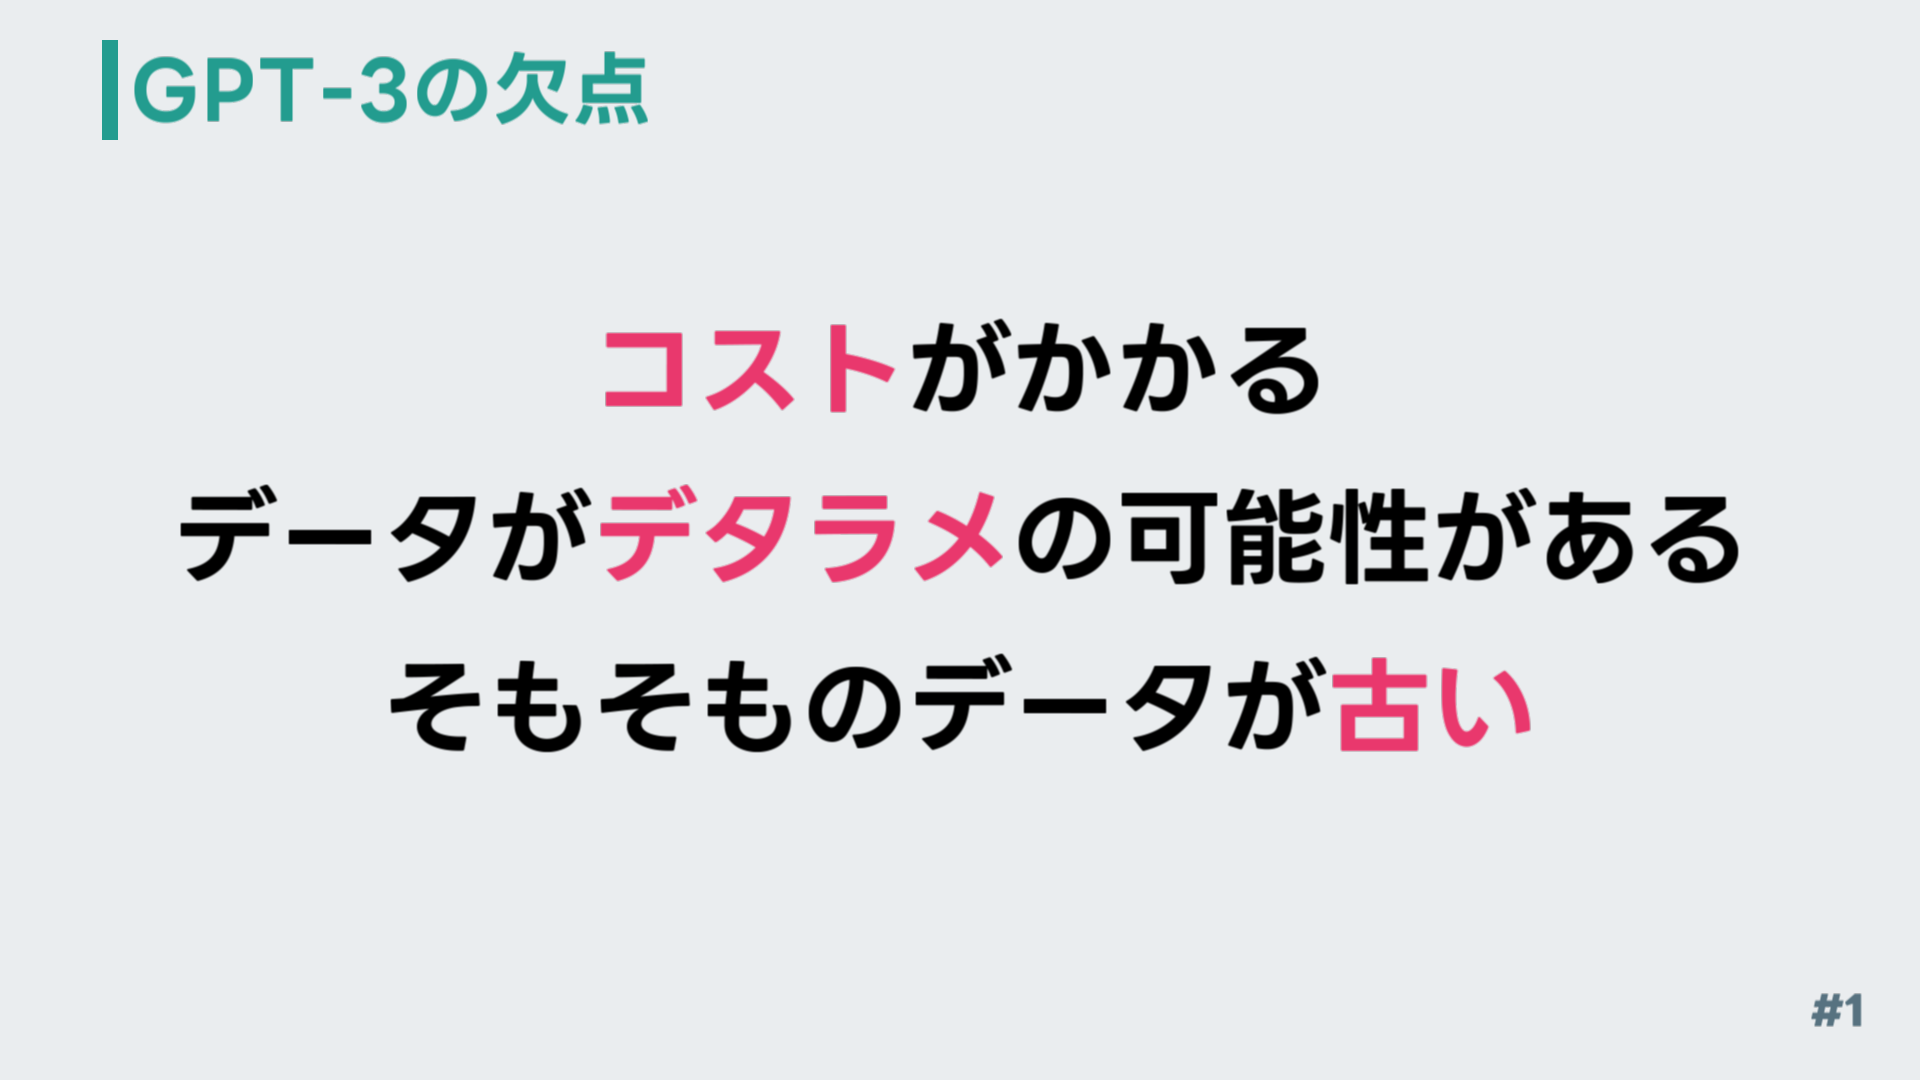 GPT-3の欠点
コストがかかる
データがデタラメの可能性がある
そもそものデータが古い
#1